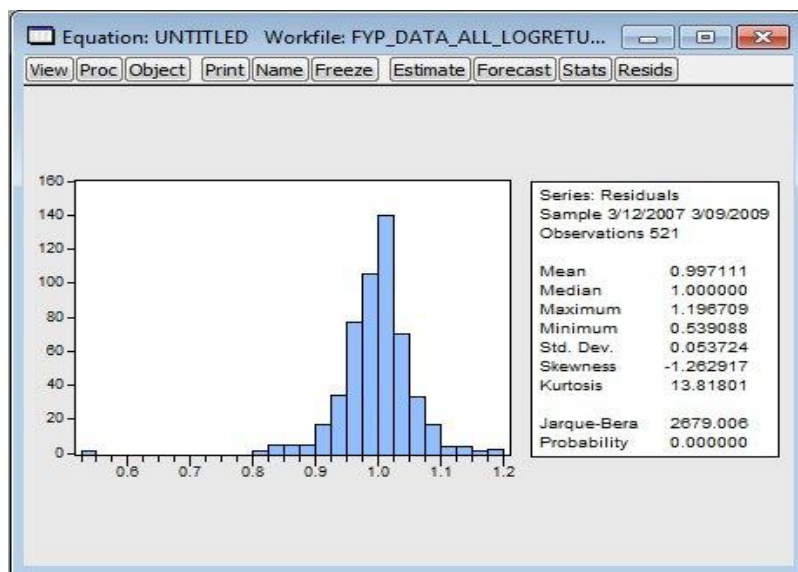 Equation: UNTITLED Workfile: FYP_DATA_ALL_LOGRETU...
View Proc Object Print Name Freeze Estimate Forecast Stats Resids
160
140
120
100
80
60
40
20
0
0.6 0.7 0.8 0.9 1.0 1.1 1.2
Series: Residuals
Sample 3/12/2007 3/09/2009
Observations 521
Mean 0.997111
Median 1.000000
Maximum 1.196709
Minimum 0.539088
Std. Dev. 0.053724
Skewness -1.262917
Kurtosis 13.81801
Jarque-Bera 2679.006
Probability 0.000000